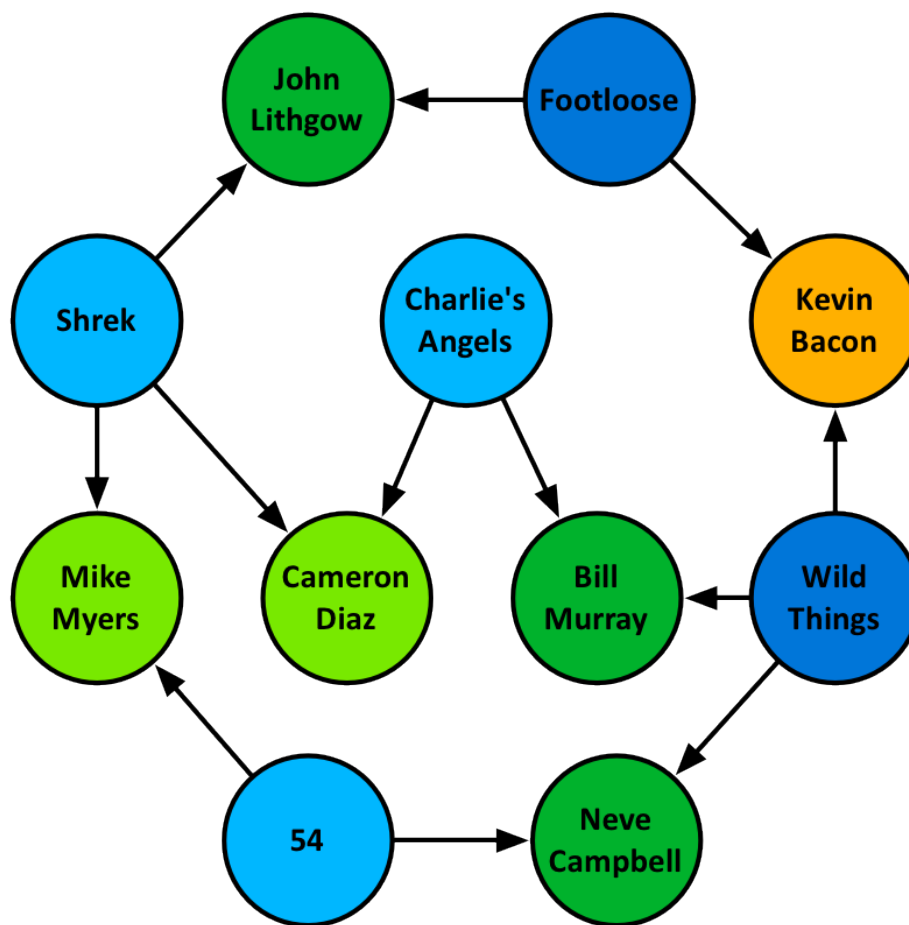 John
Lithgow
Footloose
Shrek
Charlie's
Angels
Kevin
Bacon
Mike
Myers
Cameron
Diaz
Bill
Murray
Wild
Things
54
Neve
Campbell